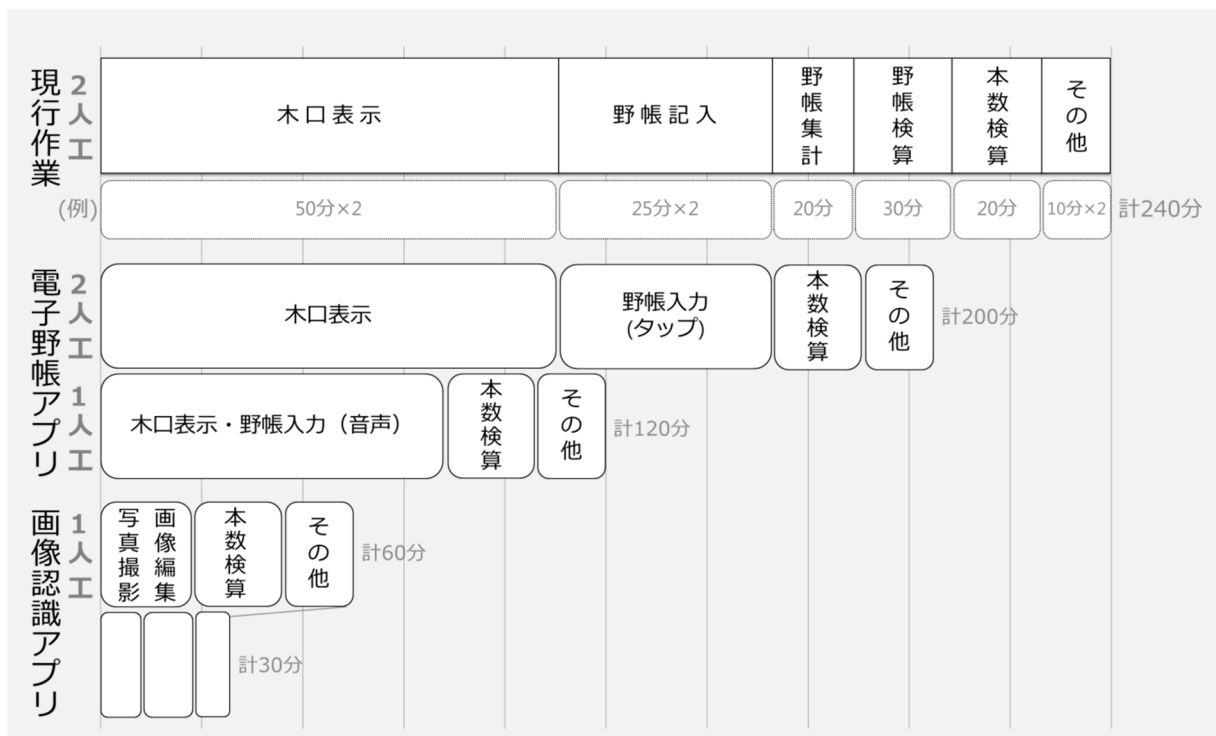 現行作業
2人工
木口表示
野帳記入
野帳集計
野帳検算
本数検算
その他
(例)
50分×2
25分×2
20分
30分
20分
10分×2
計240分
電子野帳アプリ
2人工
木口表示
野帳入力
(タップ)
本数検算
その他
計200分
1人工
木口表示・野帳入力（音声）
本数検算
その他
計120分
画像認識アプリ
1人工
写真撮影
画像編集
本数検算
その他
計60分
計30分